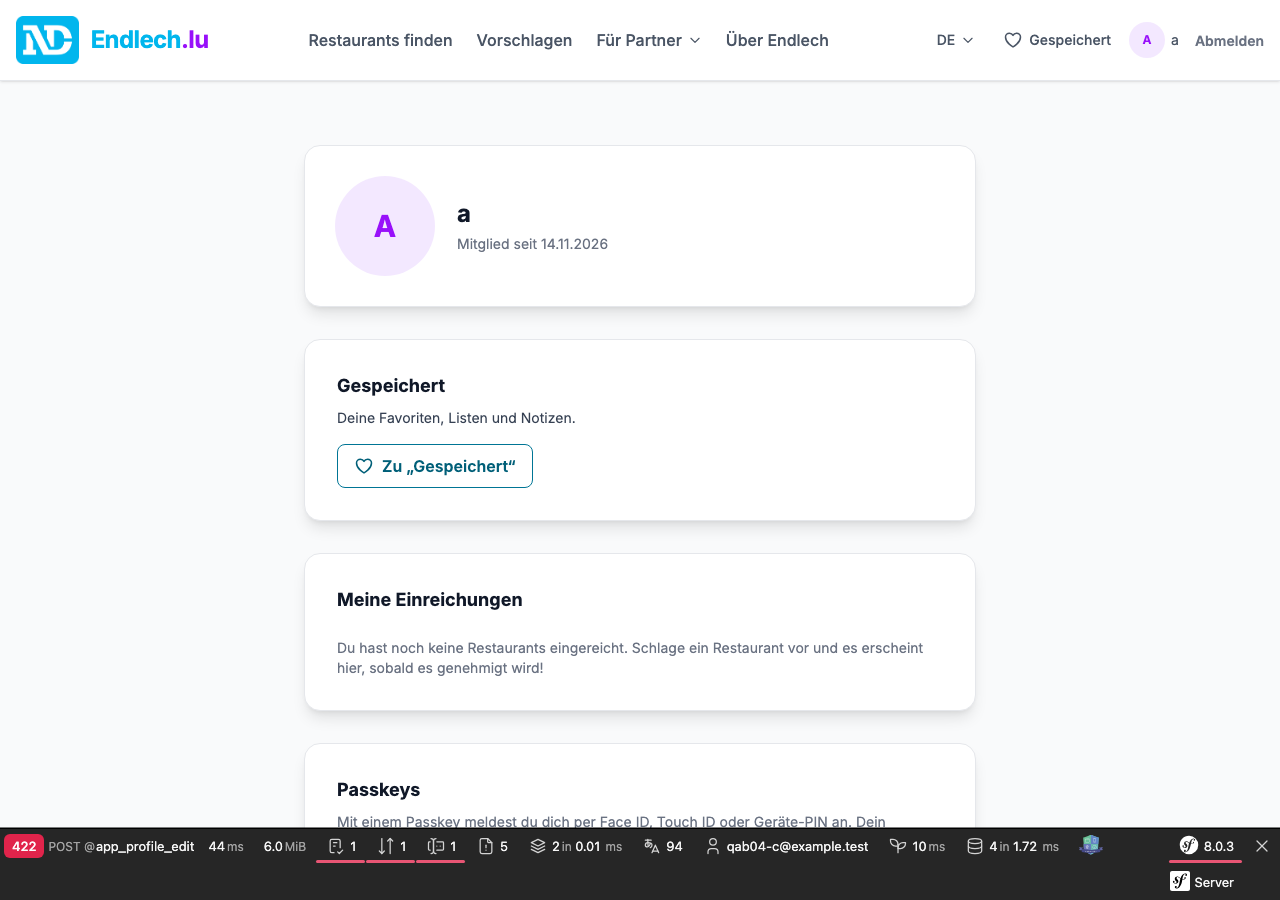 Endlech.lu
Restaurants finden
Vorschlagen
Für Partner
Über Endlech
DE
Gespeichert
A
a
Abmelden
A
a
Mitglied seit 14.11.2026
Gespeichert
Deine Favoriten, Listen und Notizen.
Zu „Gespeichert“
Meine Einreichungen
Du hast noch keine Restaurants eingereicht. Schlage ein Restaurant vor und es erscheint
hier, sobald es genehmigt wird!
Passkeys
Mit einem Passkey meldest du dich per Face ID, Touch ID oder Geräte-PIN an. Dein
422 POST @app_profile_edit 44 ms 6.0 MiB 1 1 1 5 2 in 0.01 ms 94 qab04-c@example.test 10 ms 4 in 1.72 ms 8.0.3
Server